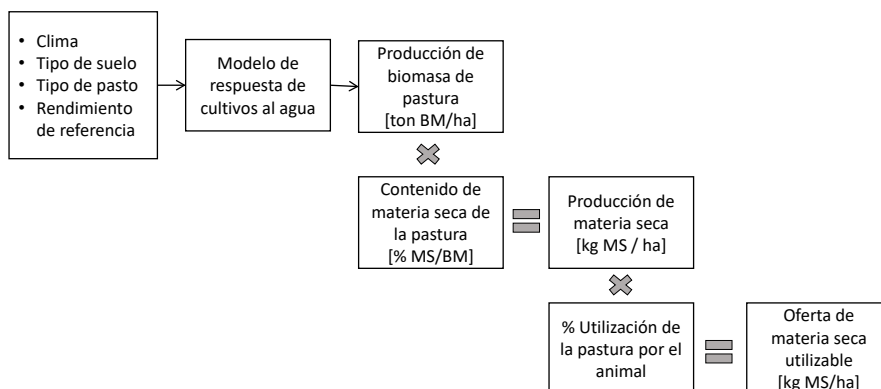 • Clima
• Tipo de suelo
• Tipo de pasto
• Rendimiento
de referencia
Modelo de
respuesta de
cultivos al agua
Producción de
biomasa de
pastura
[ton BM/ha]
Contenido de
materia seca de
la pastura
[% MS/BM]
Producción de
materia seca
[kg MS / ha]
% Utilización de
la pastura por el
animal
Oferta de
materia seca
utilizable
[kg MS/ha]